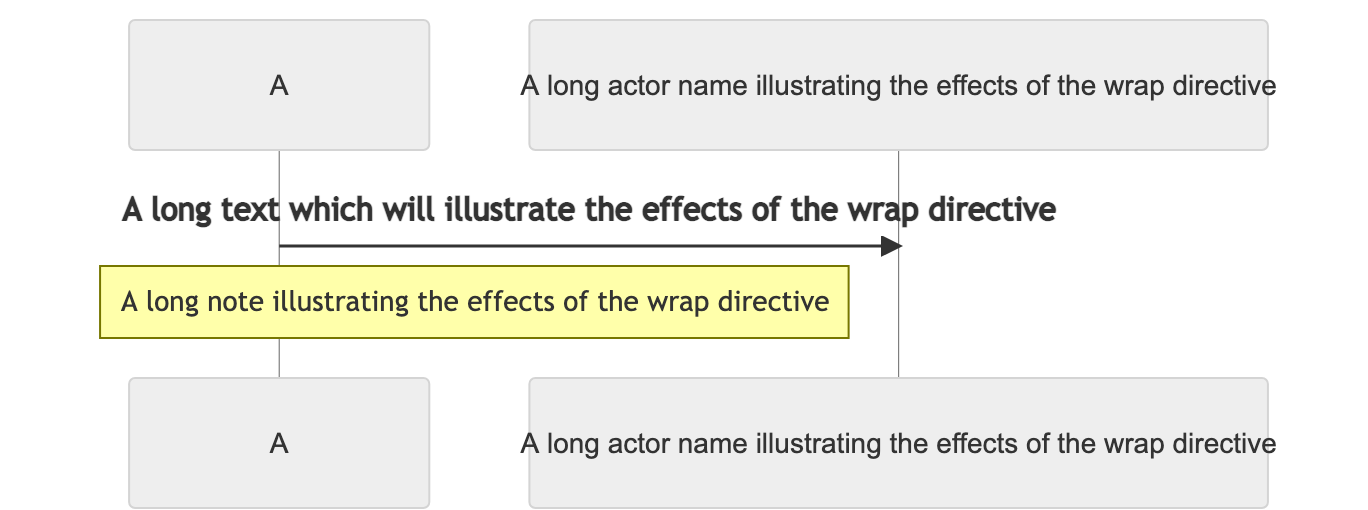 A
A long actor name illustrating the effects of the wrap directive
A long text which will illustrate the effects of the wrap directive
A long note illustrating the effects of the wrap directive
A
A long actor name illustrating the effects of the wrap directive